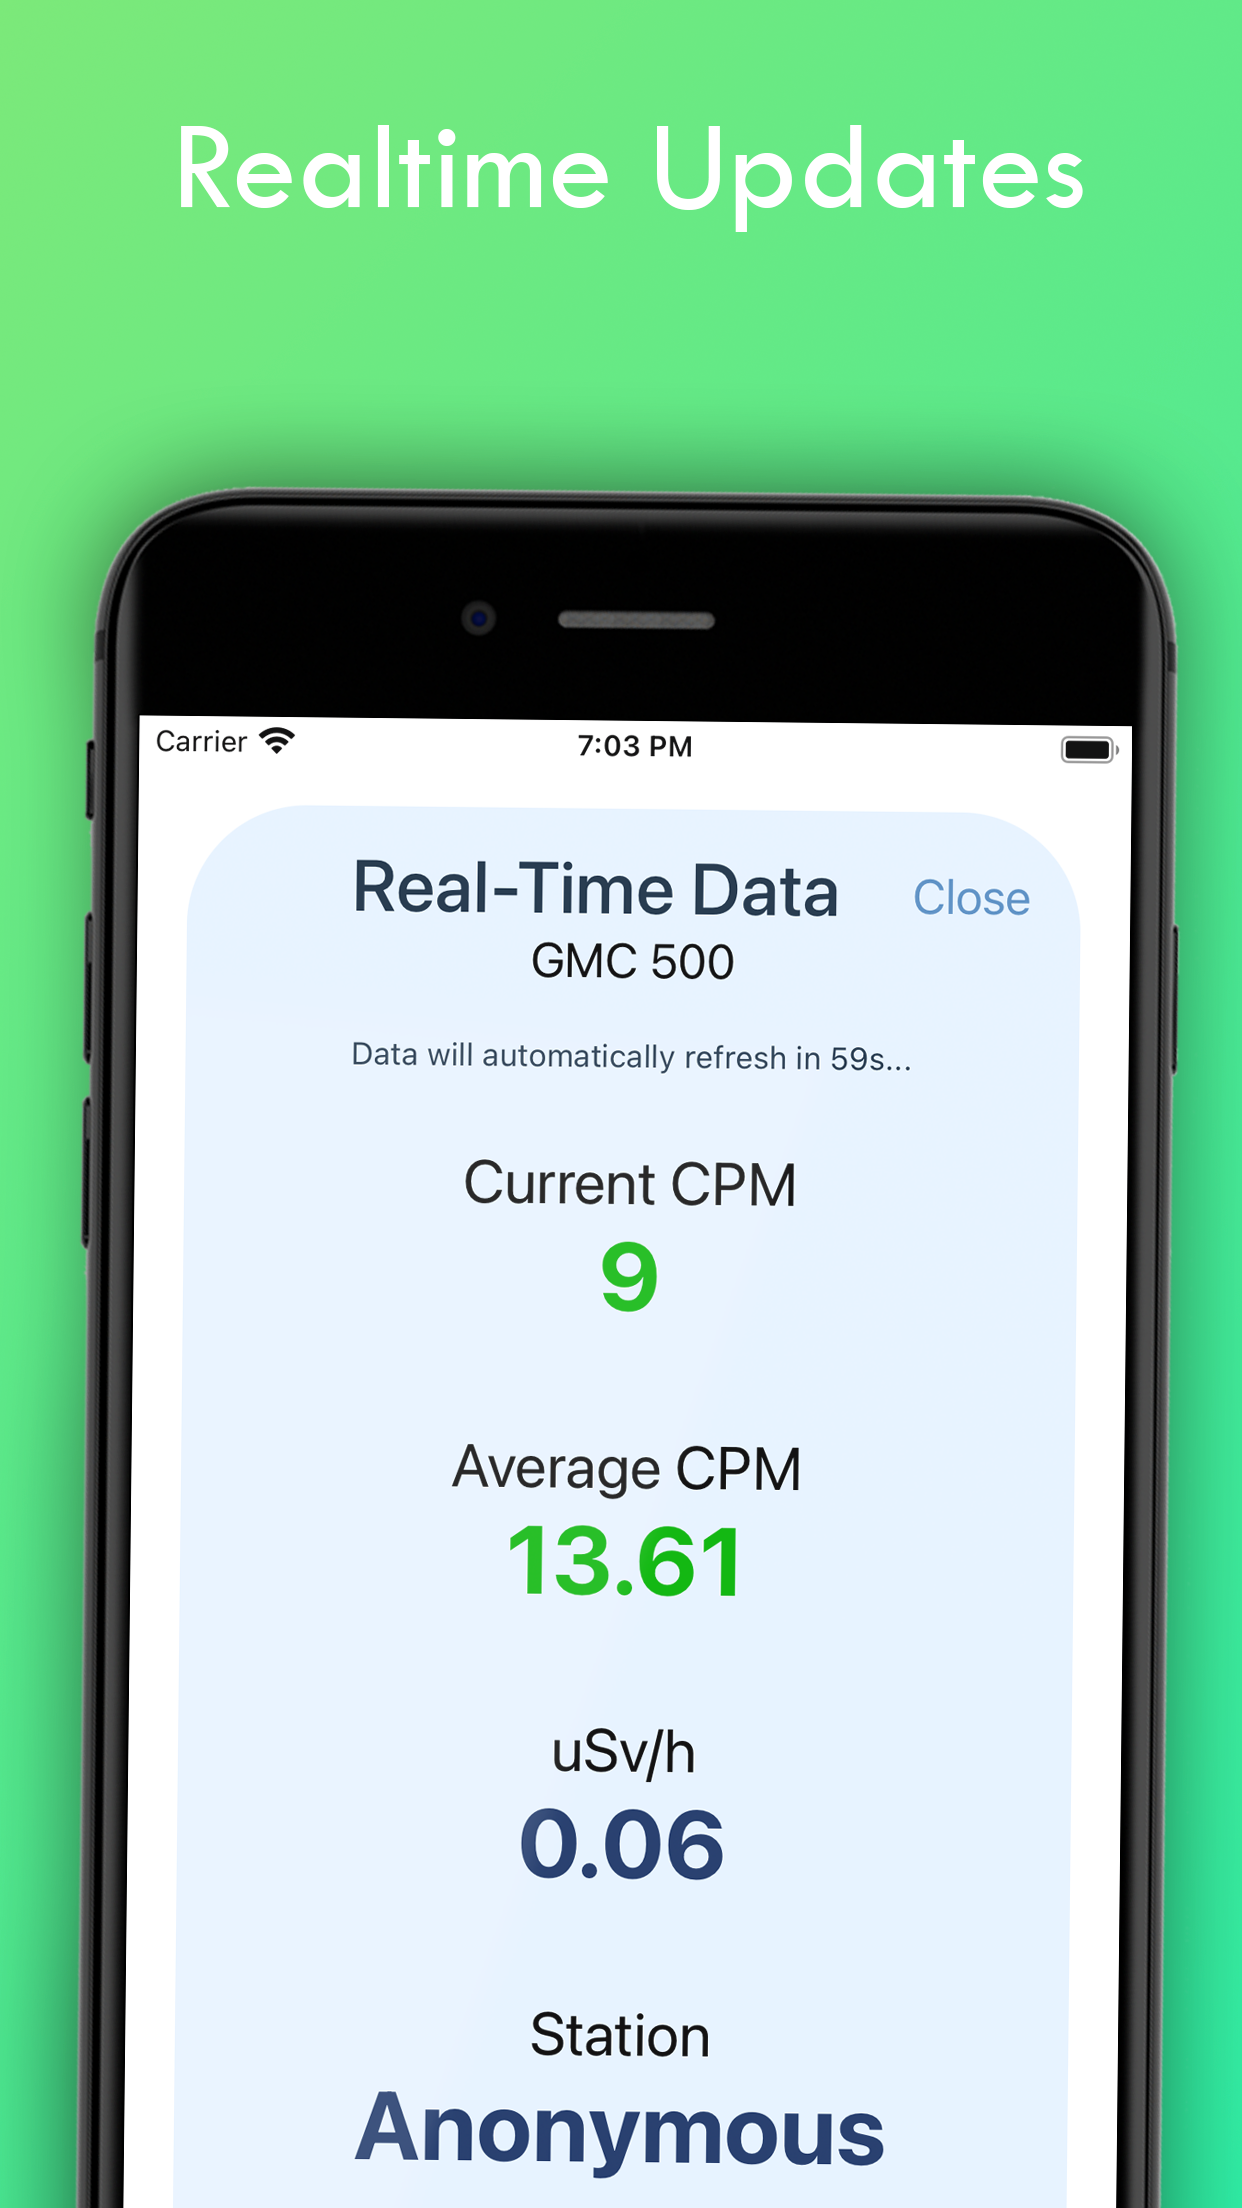 Realtime Updates
Carrier
7:03 PM
Real-Time Data
Close
GMC 500
Data will automatically refresh in 59s...
Current CPM
9
Average CPM
13.61
uSv/h
0.06
Station
Anonymous